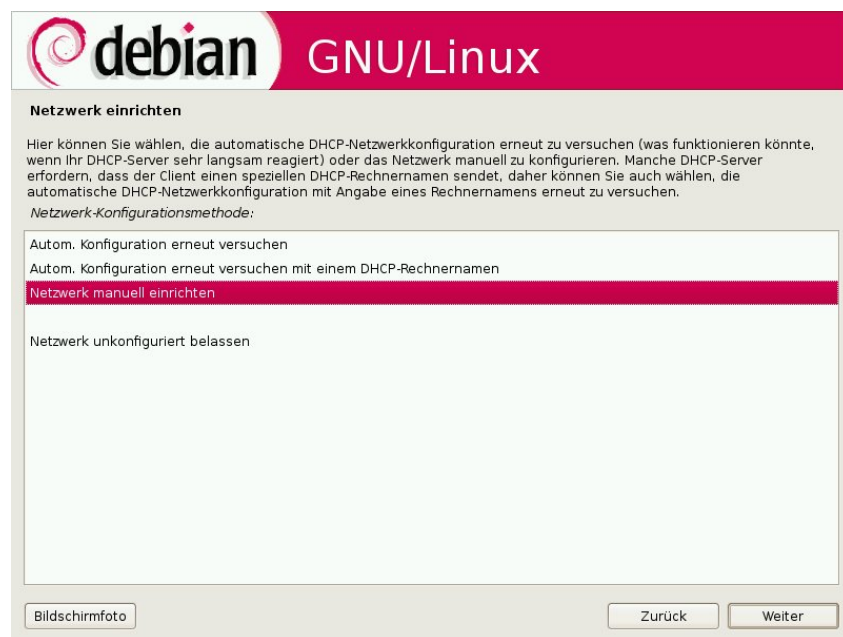 debian GNU/Linux
Netzwerk einrichten
Hier können Sie wählen, die automatische DHCP-Netzwerkkonfiguration erneut zu versuchen (was funktionieren könnte,
wenn Ihr DHCP-Server sehr langsam reagiert) oder das Netzwerk manuell zu konfigurieren. Manche DHCP-Server
erfordern, dass der Client einen speziellen DHCP-Rechnernamen sendet, daher können Sie auch wählen, die
automatische DHCP-Netzwerkkonfiguration mit Angabe eines Rechnernamens erneut zu versuchen.
Netzwerk-Konfigurationsmethode:
Autom. Konfiguration erneut versuchen
Autom. Konfiguration erneut versuchen mit einem DHCP-Rechnernamen
Netzwerk manuell einrichten
Netzwerk unkonfiguriert belassen
Bildschirmfoto Zurück Weiter